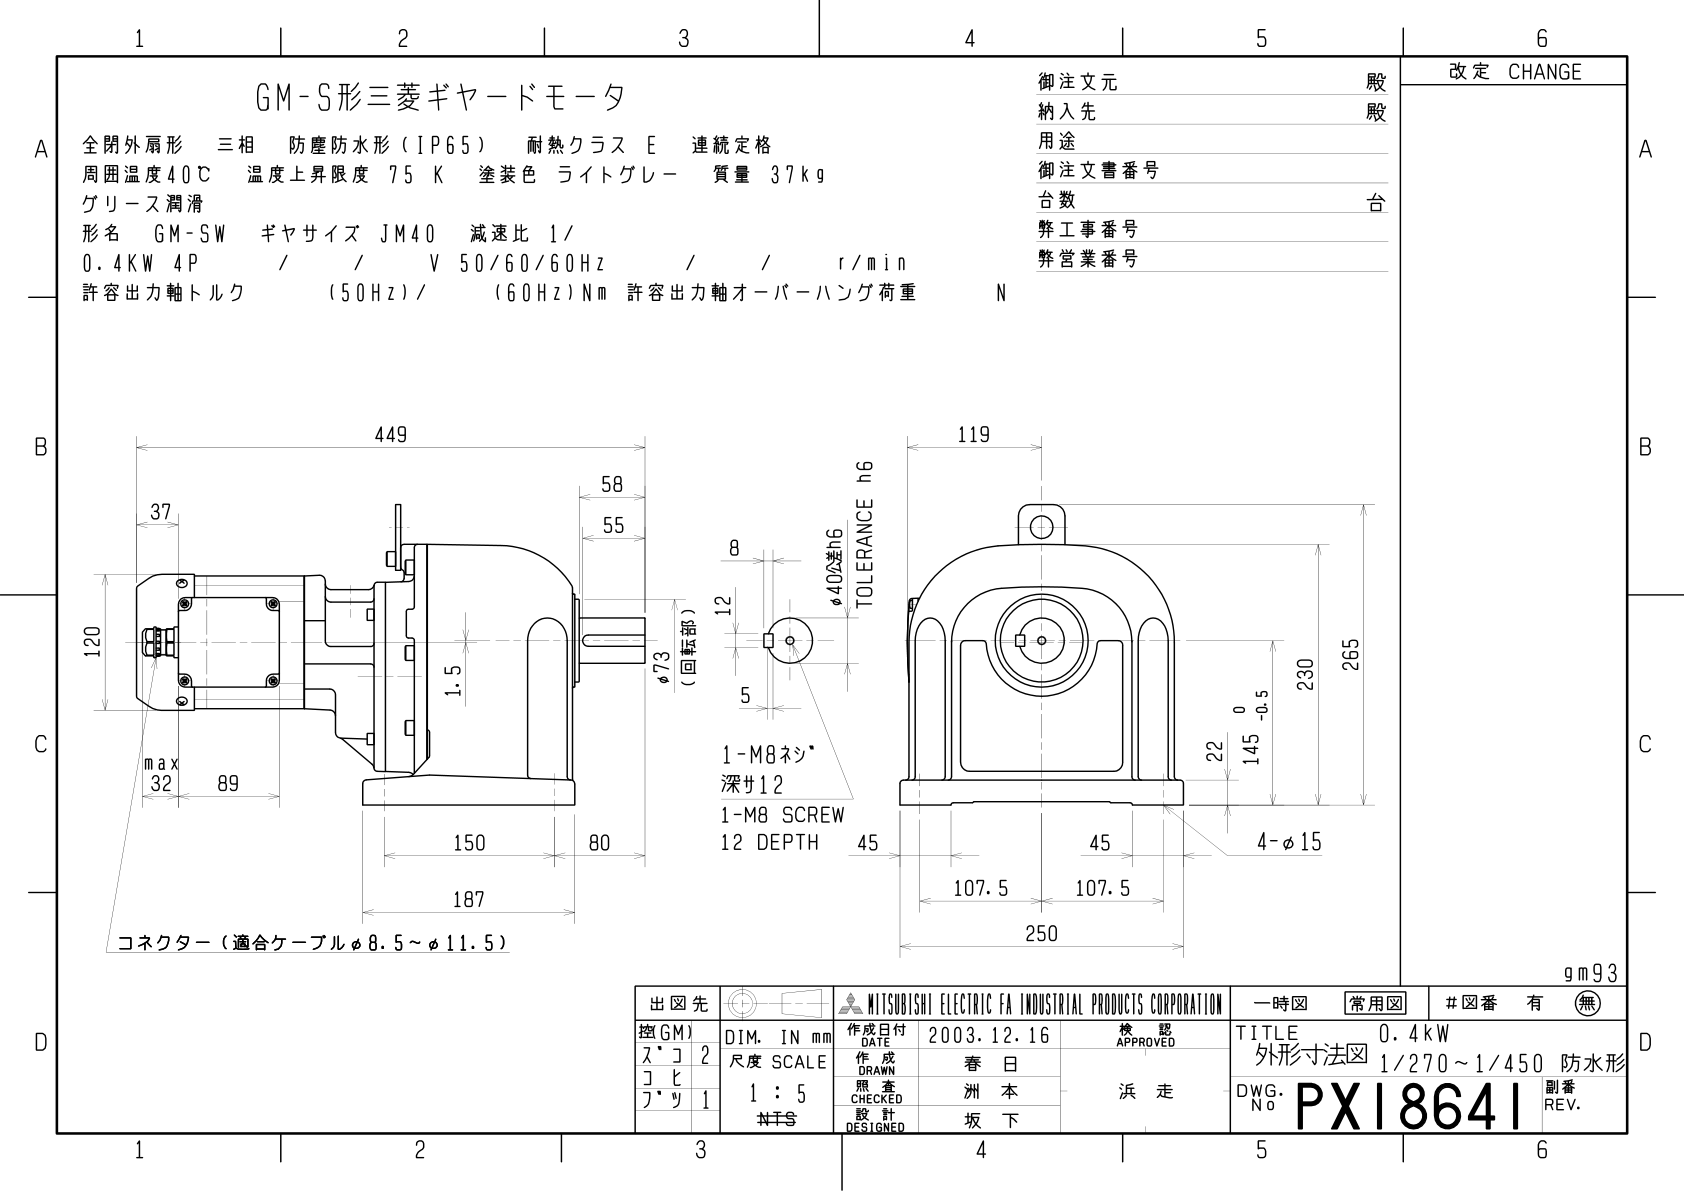 1 2 3 4 5 6
改定 CHANGE
GM-S形三菱ギヤードモータ
全閉外扇形 三相 防塵防水形(IP65) 耐熱クラス E 連続定格
周囲温度40℃ 温度上昇限度 75 K 塗装色 ライトグレー 質量 37kg
グリース潤滑
形名 GM-SW ギヤサイズ JM40 減速比 1/
0.4KW 4P / / V 50/60/60Hz / / r/min
許容出力軸トルク (50Hz)/ (60Hz)Nm 許容出力軸オーバーハング荷重 N
御注文元 殿
納入先 殿
用途
御注文書番号
台数 台
弊工事番号
弊営業番号
A A
B B
C C
D D
449
58
55
37
120
max
32
89
1.5
φ73
(回転部)
150
80
187
コネクター(適合ケーブルφ8.5~φ11.5)
8
12
5
φ40公差h6
TOLERANCE h6
1-M8ネジ
深サ12
1-M8 SCREW
12 DEPTH
119
265
230
0
145 -0.5
22
45
45
4-φ15
107.5
107.5
250
gm93
出図先
控(GM)
スﾞコ 2
コヒ
ブツ 1
DIM. IN mm
尺度 SCALE
1 : 5
NTS
MITSUBISHI ELECTRIC FA INDUSTRIAL PRODUCTS CORPORATION
作成日付
DATE
2003.12.16
検 認
APPROVED
作 成
DRAWN
春 日
照 査
CHECKED
洲 本
浜 走
設 計
DESIGNED
坂 下
一時図 常用図 #図番 有 無
TITLE
外形寸法図
0.4kW
1/270~1/450 防水形
DWG.
No
PX18641
副番
REV.
1 2 3 4 5 6